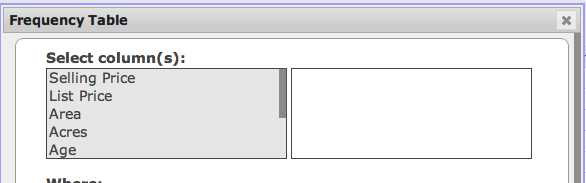 Frequency Table
Select column(s):
Selling Price
List Price
Area
Acres
Age
Where: